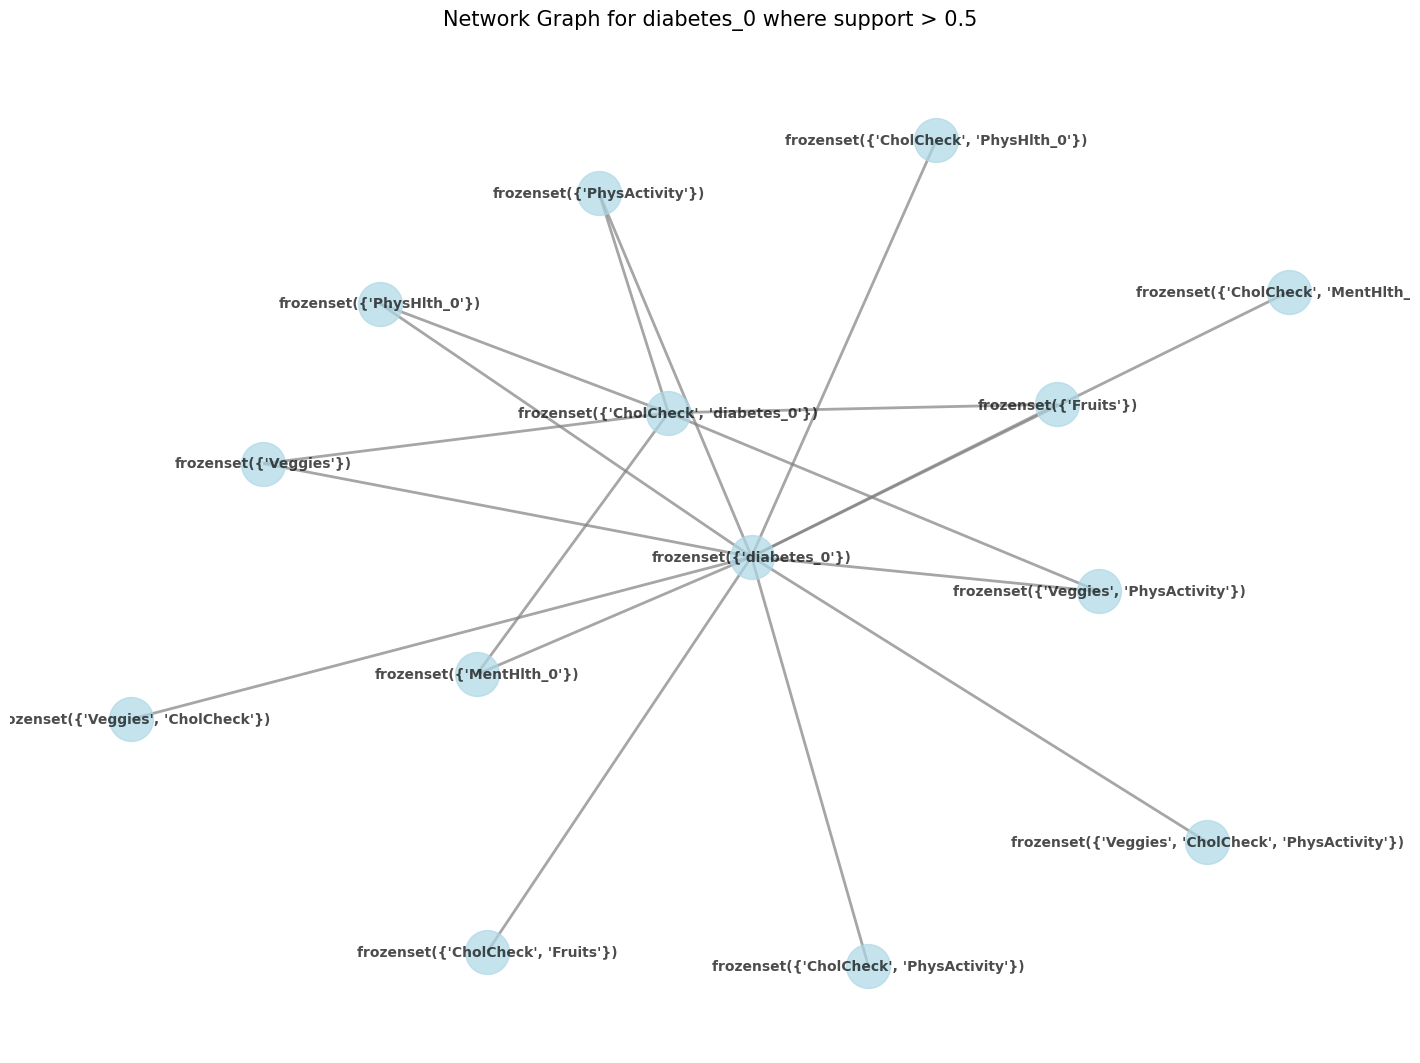 Network Graph for diabetes_0 where support > 0.5
frozenset({'CholCheck', 'PhysHlth_0'})
frozenset({'PhysActivity'})
frozenset({'CholCheck', 'MentHlth_
frozenset({'PhysHlth_0'})
frozenset({'Fruits'})
frozenset({'CholCheck', 'diabetes_0'})
frozenset({'Veggies'})
frozenset({'diabetes_0'})
frozenset({'Veggies', 'PhysActivity'})
frozenset({'MentHlth_0'})
ozenset({'Veggies', 'CholCheck'})
frozenset({'Veggies', 'CholCheck', 'PhysActivity'})
frozenset({'CholCheck', 'Fruits'})
frozenset({'CholCheck', 'PhysActivity'})